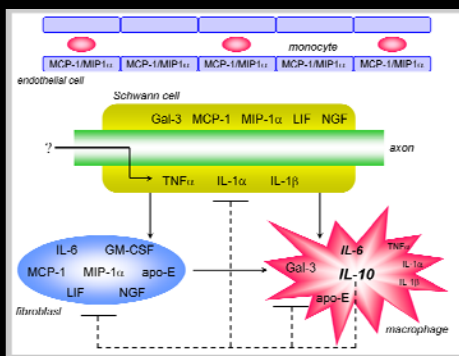 monocyte
MCP-1/MIP1α MCP-1/MIP1α MCP-1/MIP1α MCP-1/MIP1α MCP-1/MIP1α
endothelial cell
Schwann cell
Gal-3 MCP-1 MIP-1α LIF NGF
axon
?
TNFα IL-1α IL-1β
IL-6 GM-CSF
MCP-1 MIP-1α apo-E
LIF NGF
fibroblast
IL-6 TNFα
Gal-3 IL-10 IL-1α
IL-1β
apo-E
macrophage